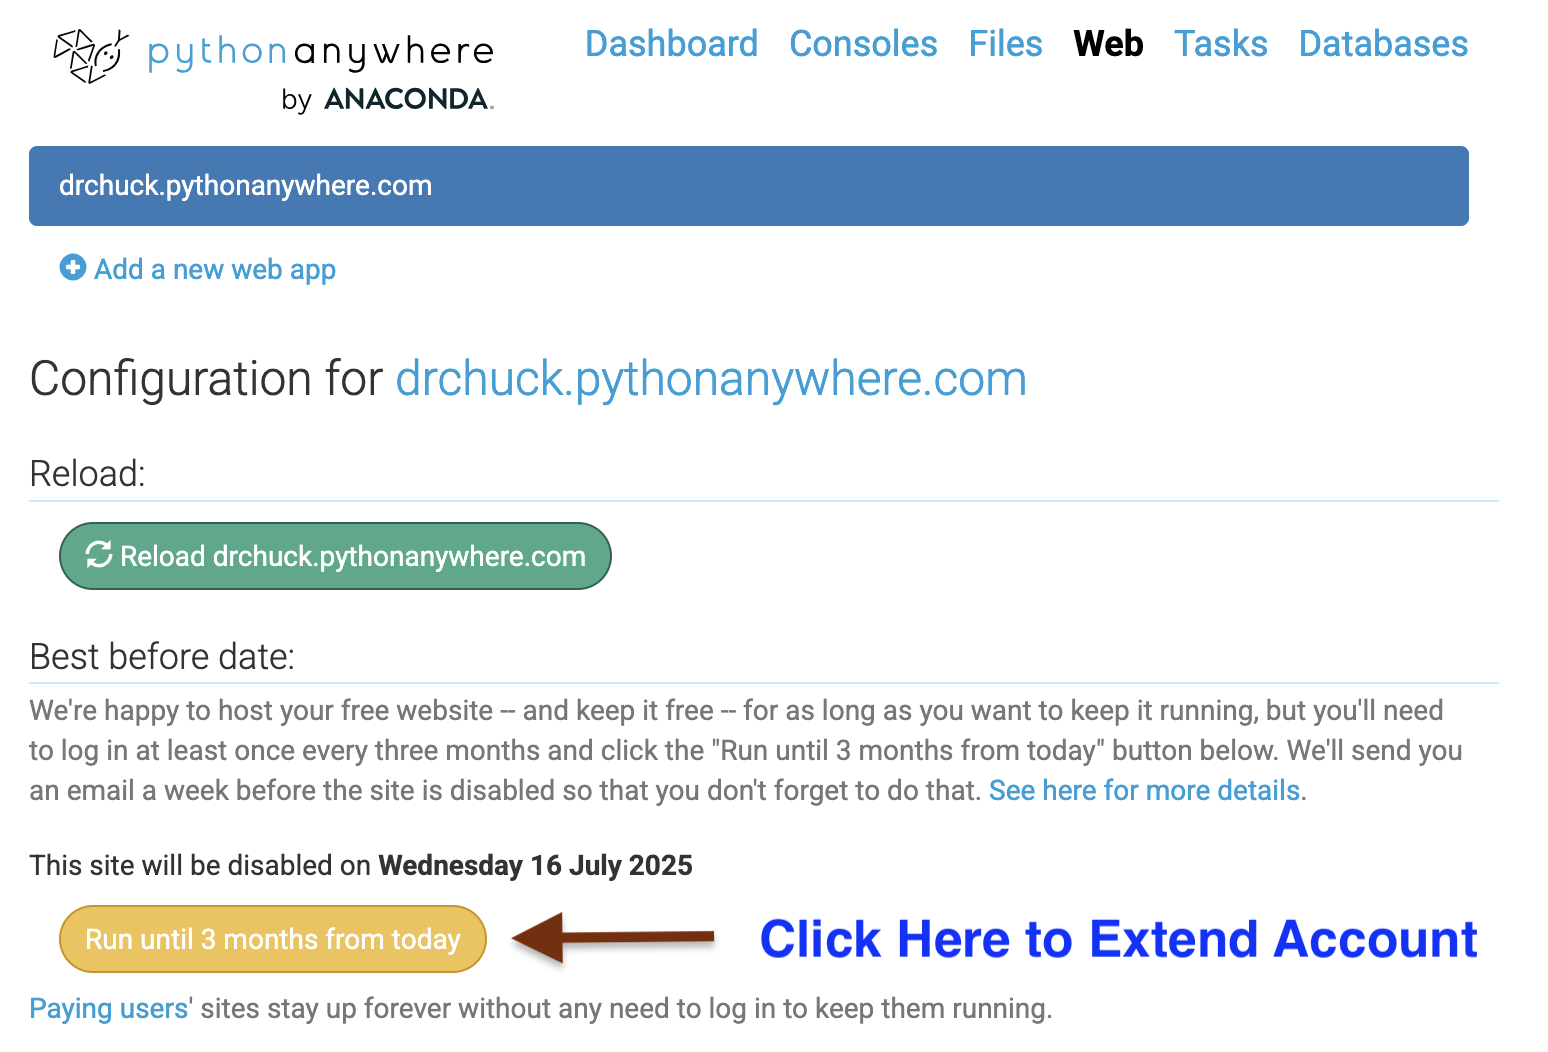 pythonanywhere
by ANACONDA.
Dashboard Consoles Files Web Tasks Databases
drchuck.pythonanywhere.com
Add a new web app
Configuration for drchuck.pythonanywhere.com
Reload:
Reload drchuck.pythonanywhere.com
Best before date:
We're happy to host your free website -- and keep it free -- for as long as you want to keep it running, but you'll need
to log in at least once every three months and click the "Run until 3 months from today" button below. We'll send you
an email a week before the site is disabled so that you don't forget to do that. See here for more details.
This site will be disabled on Wednesday 16 July 2025
Run until 3 months from today
Click Here to Extend Account
Paying users' sites stay up forever without any need to log in to keep them running.